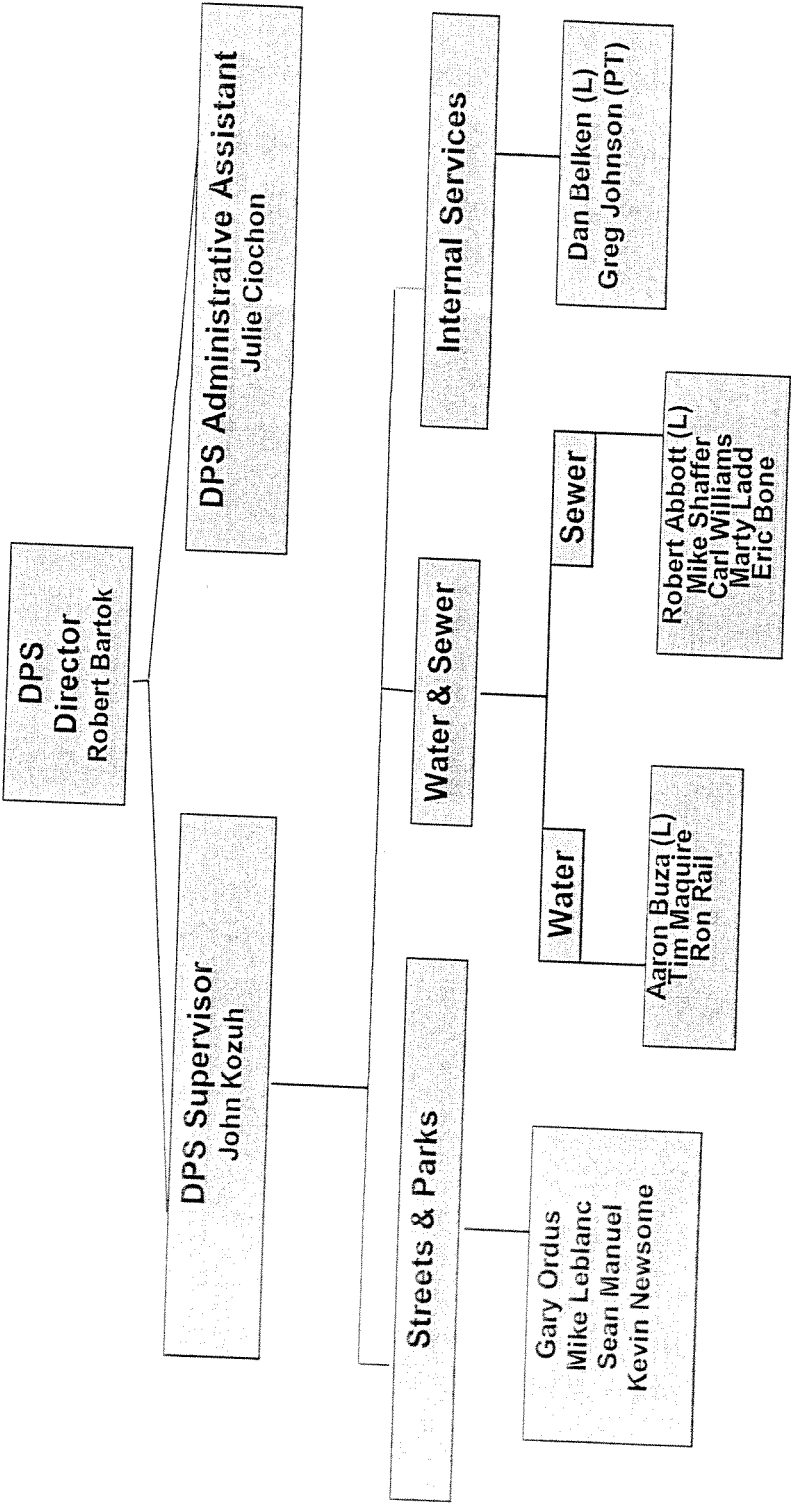 DPS
Director
Robert Bartok
DPS Supervisor
John Kozuh
DPS Administrative Assistant
Julie Ciochon
Streets & Parks
Water & Sewer
Internal Services
Gary Ordus
Mike Leblanc
Sean Manuel
Kevin Newsome
Water
Aaron Buza (L)
Tim Maquire
Ron Rail
Sewer
Robert Abbott (L)
Mike Shaffer
Carl Williams
Marty Ladd
Eric Bone
Dan Belken (L)
Greg Johnson (PT)